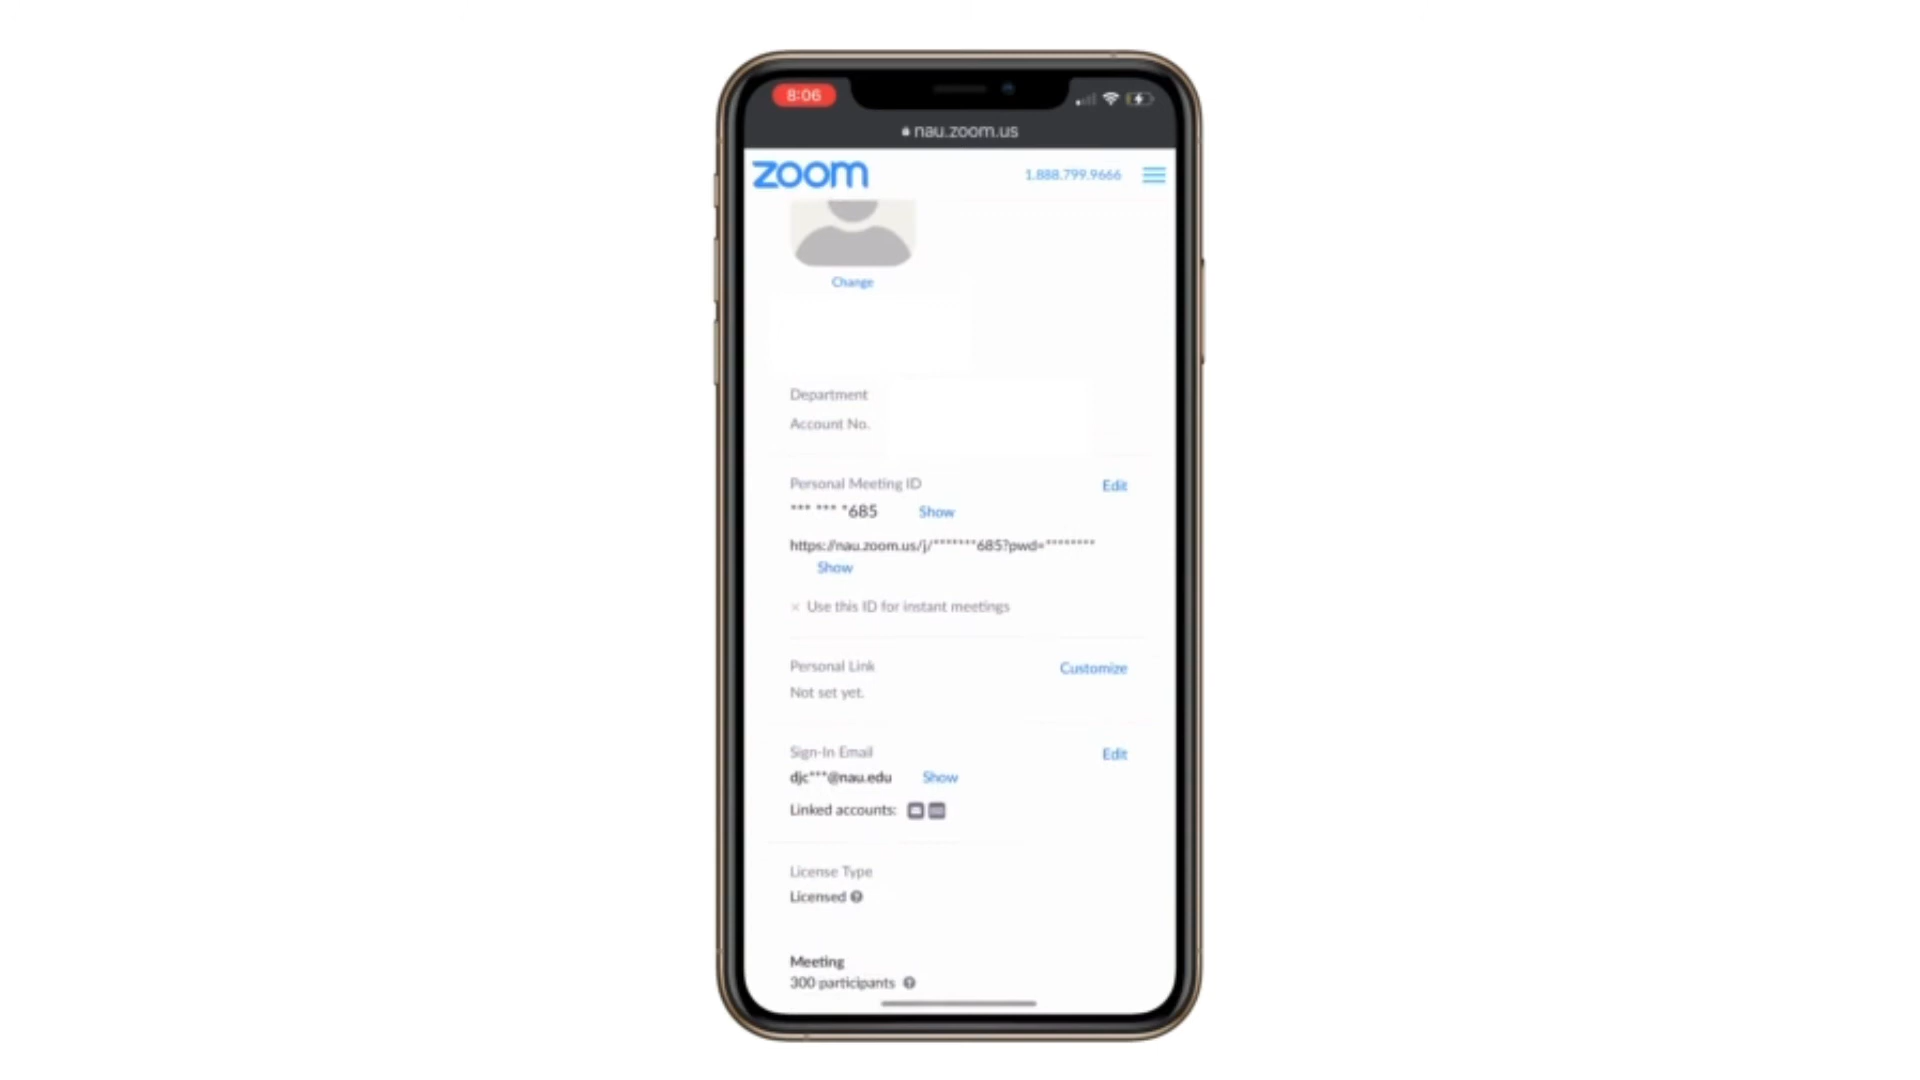 8:06
nau.zoom.us
zoom 1.888.799.9666
Change
Department
Account No.
Personal Meeting ID Edit
*** *** *685 Show
https://nau.zoom.us/j/*******685?pwd=********
Show
× Use this ID for instant meetings
Personal Link Customize
Not set yet.
Sign-In Email Edit
djc***@nau.edu Show
Linked accounts:
License Type
Licensed
Meeting
300 participants